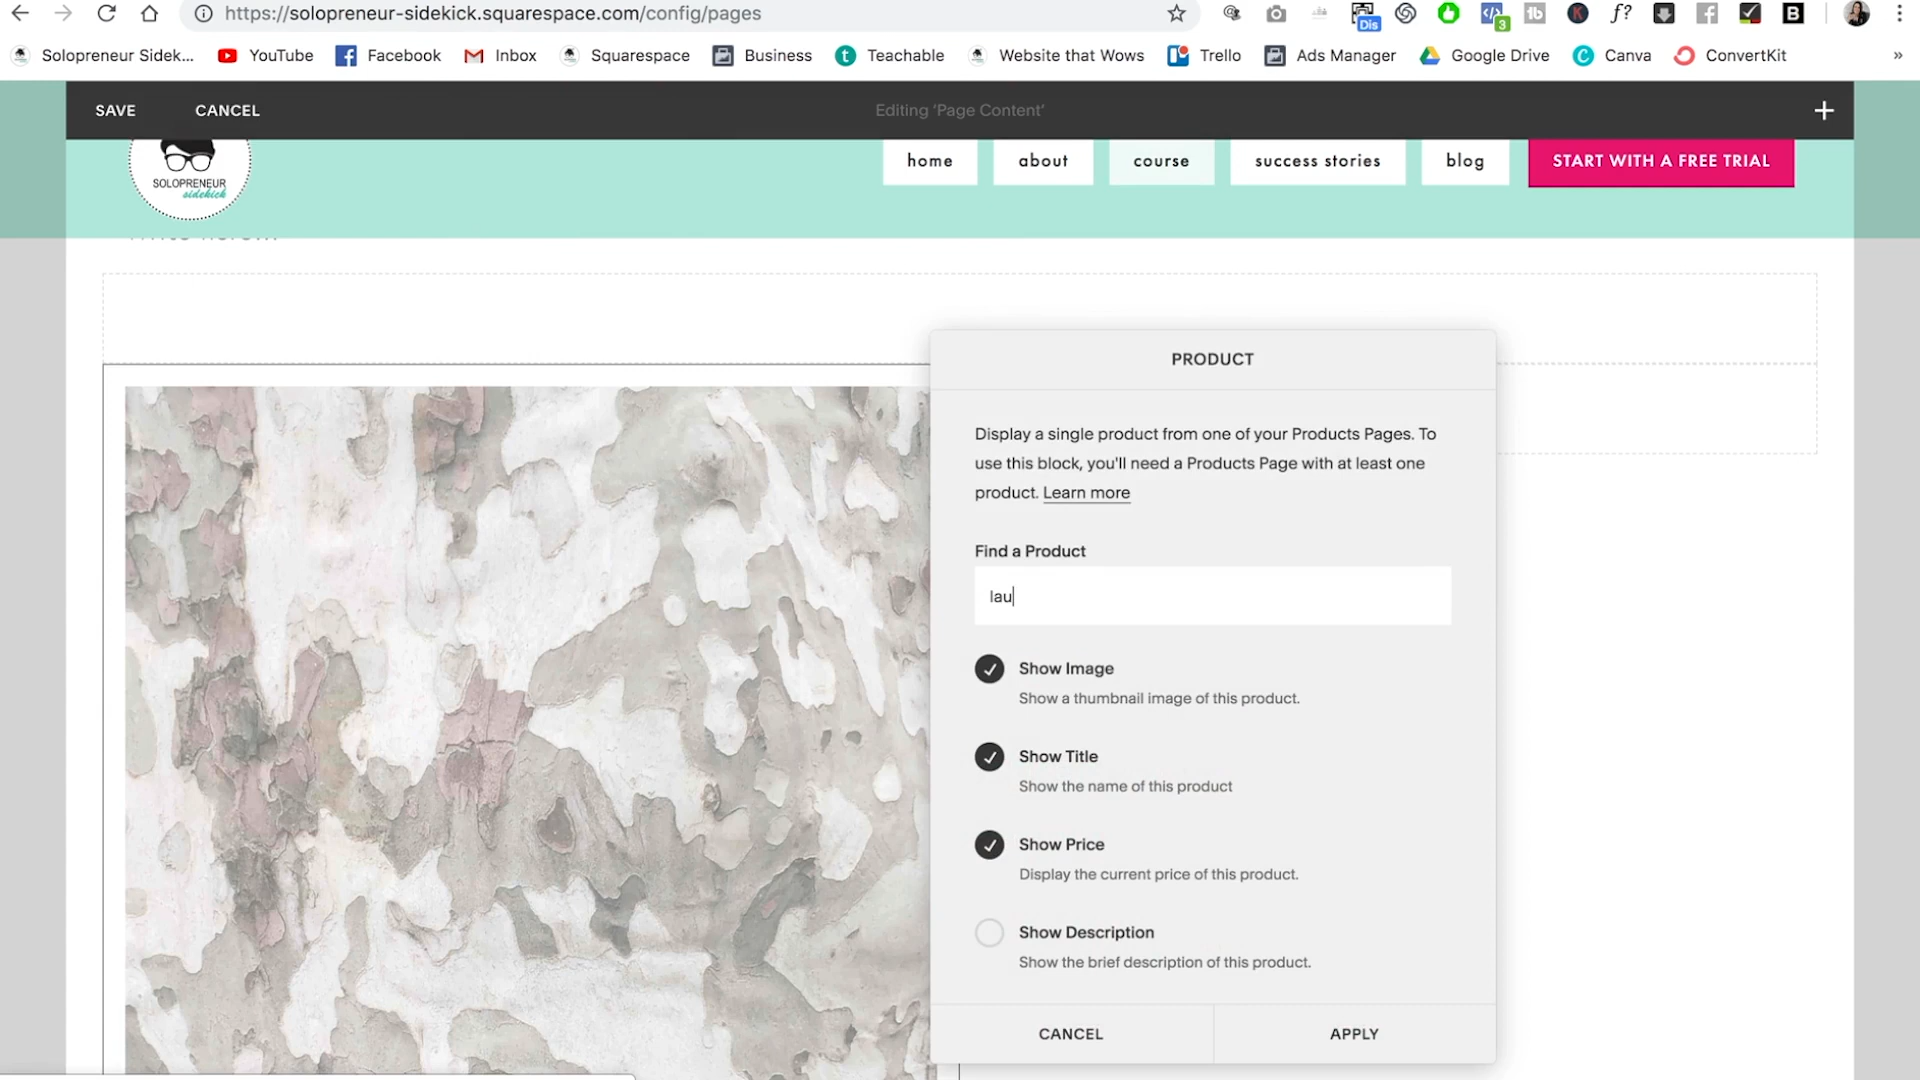 https://solopreneur-sidekick.squarespace.com/config/pages
Dis
3
tb
K
f?
B
Solopreneur Sidek...
YouTube
Facebook
Inbox
Squarespace
Business
Teachable
Website that Wows
Trello
Ads Manager
Google Drive
Canva
ConvertKit
»
SAVE
CANCEL
Editing 'Page Content'
+
SOLOPRENEUR
sidekick
home
about
course
success stories
blog
START WITH A FREE TRIAL
PRODUCT
Display a single product from one of your Products Pages. To
use this block, you'll need a Products Page with at least one
product. Learn more
Find a Product
lau
Show Image
Show a thumbnail image of this product.
Show Title
Show the name of this product
Show Price
Display the current price of this product.
Show Description
Show the brief description of this product.
CANCEL
APPLY